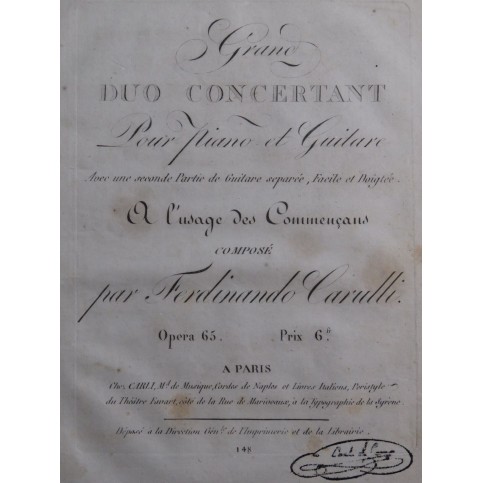 Grand
DUO CONCERTANT
Pour Piano et Guitare
Avec une seconde Partie de Guitare separée, Facile et Doigtée.
A l'usage des Commençans
COMPOSÉ
par Ferdinando Carulli.
Opera 65. Prix 6.
A PARIS
Chez CARLI, M.d de Musique, Cordes de Naples et Livres Italiens, Peristyle
du Théâtre Favart, côté de la Rue de Marivaux, à la Typographie de la Syrène.
Déposé a la Direction Gén. de l'Imprimerie et de la Librairie.
148